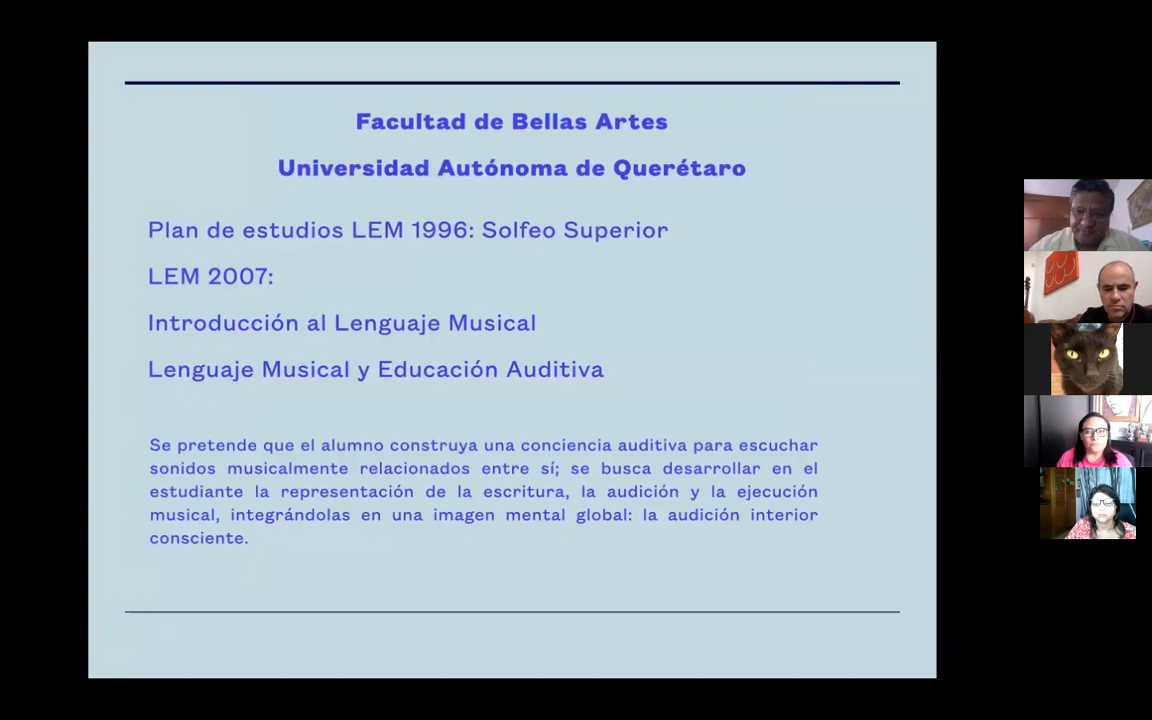 Facultad de Bellas Artes
Universidad Autónoma de Querétaro
Plan de estudios LEM 1996: Solfeo Superior
LEM 2007:
Introducción al Lenguaje Musical
Lenguaje Musical y Educación Auditiva
Se pretende que el alumno construya una conciencia auditiva para escuchar
sonidos musicalmente relacionados entre sí; se busca desarrollar en el
estudiante la representación de la escritura, la audición y la ejecución
musical, integrándolas en una imagen mental global: la audición interior
consciente.